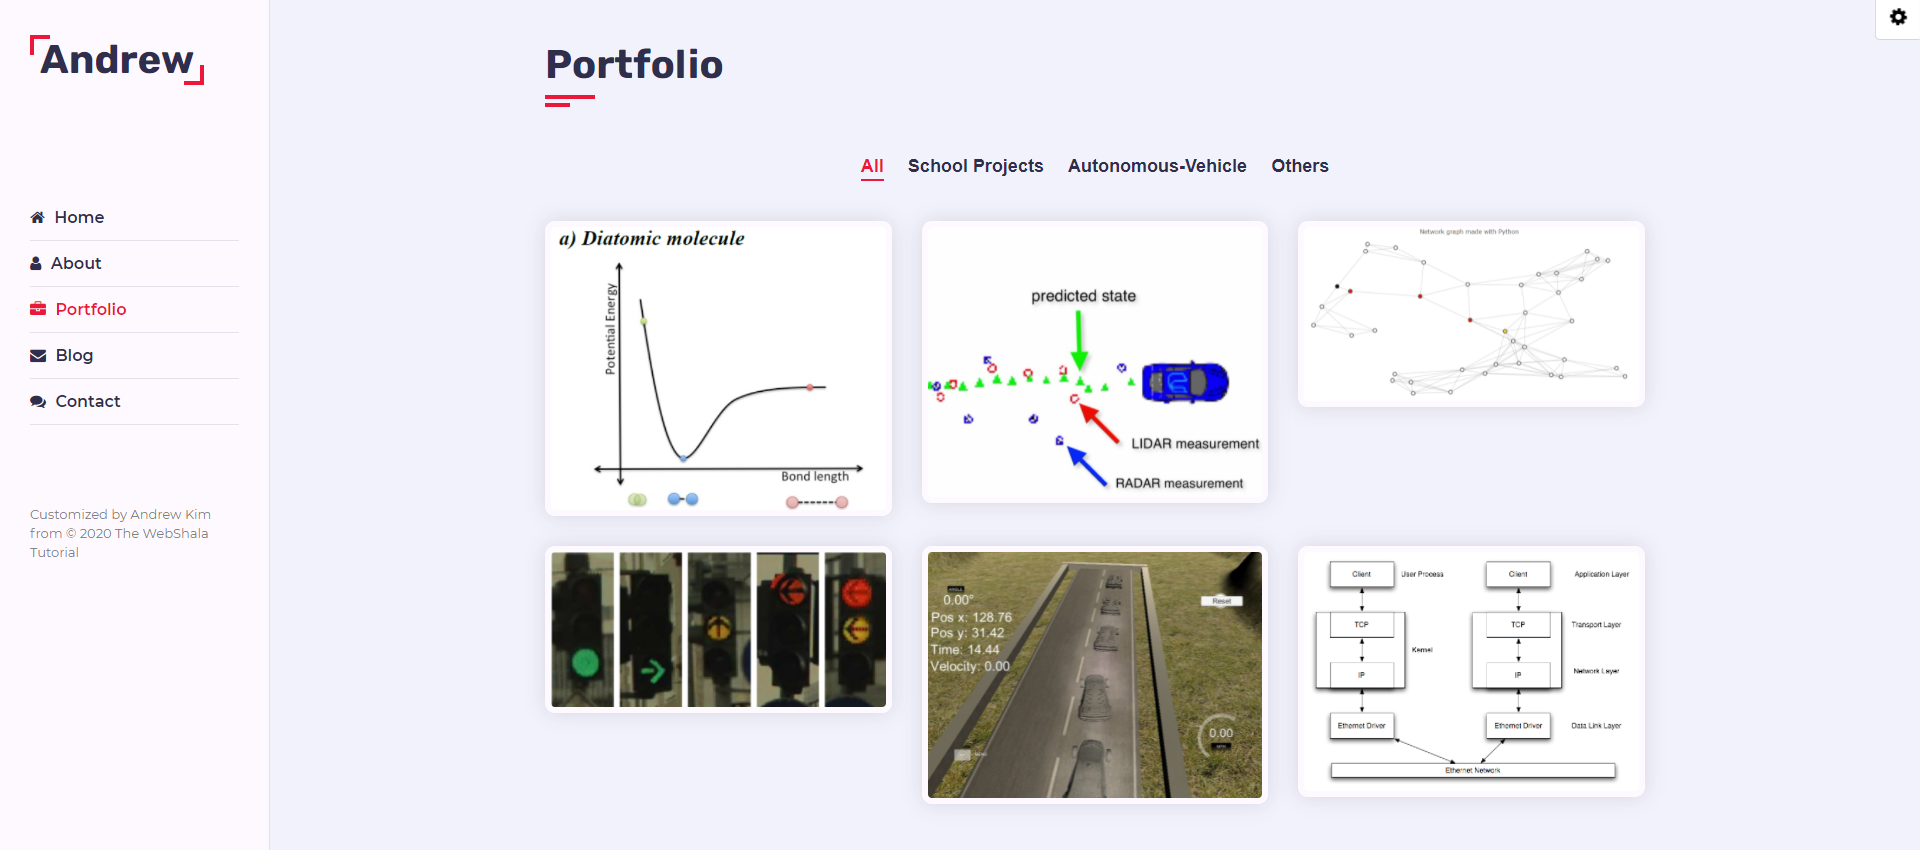 Andrew
Home
About
Portfolio
Blog
Contact
Customized by Andrew Kim
from © 2020 The WebShala
Tutorial
Portfolio
All School Projects Autonomous-Vehicle Others
a) Diatomic molecule
Potential Energy
Bond length
predicted state
LIDAR measurement
RADAR measurement
Network graph made with Python
0.00°
Pos x: 128.76
Pos y: 31.42
Time: 14.44
Velocity: 0.00
Reset
0.00
Client User Process Client Application Layer
TCP TCP Transport Layer
Kernel
IP IP Network Layer
Ethernet Driver Ethernet Driver Data Link Layer
Ethernet Network